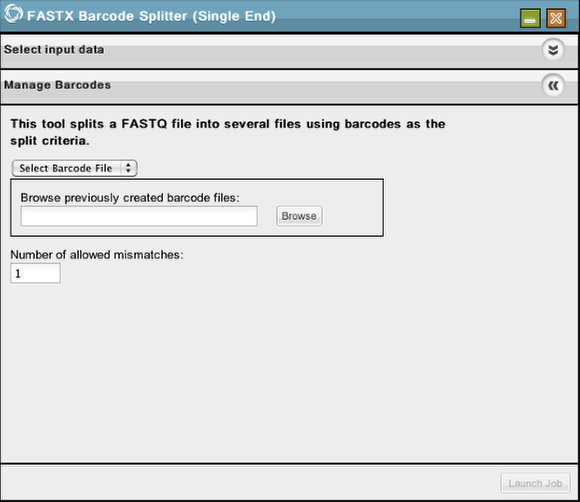 FASTX Barcode Splitter (Single End)
Select input data
Manage Barcodes
This tool splits a FASTQ file into several files using barcodes as the
split criteria.
Select Barcode File
Browse previously created barcode files:
Browse
Number of allowed mismatches:
1
Launch Job